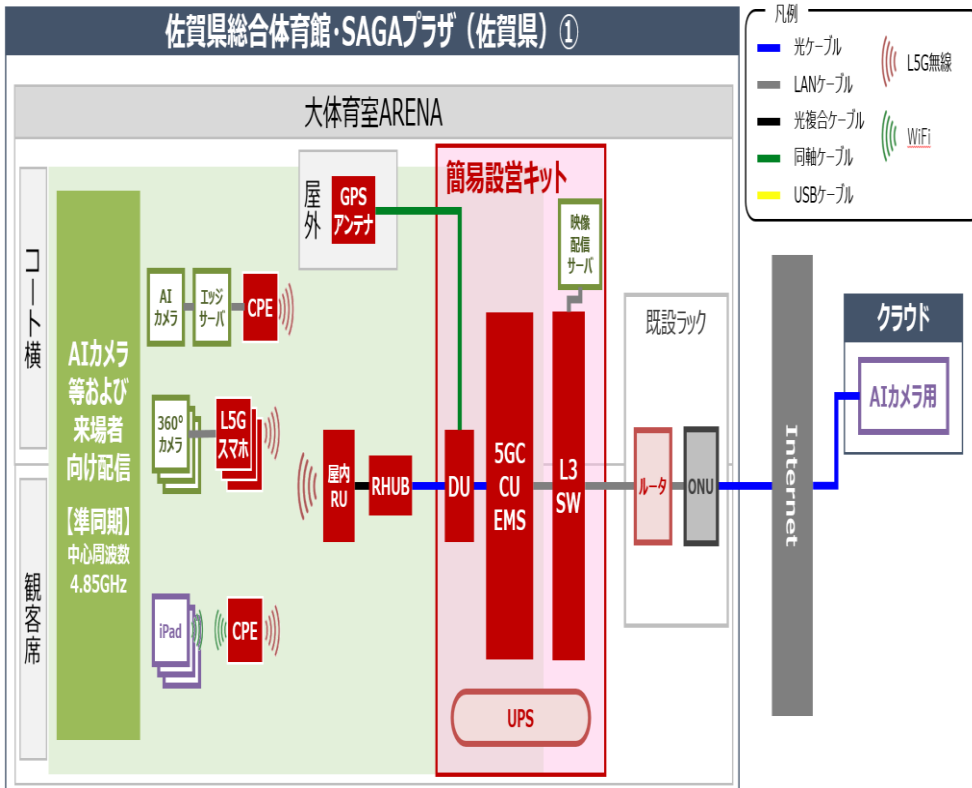 佐賀県総合体育館・SAGAプラザ（佐賀県）①
凡例
光ケーブル
LANケーブル
光複合ケーブル
同軸ケーブル
USBケーブル
L5G無線
WiFi
大体育室ARENA
コート横
観客席
AIカメラ
等および
来場者
向け配信
【準同期】
中心周波数
4.85GHz
屋外
GPS
アンテナ
簡易設営キット
映像
配信
サーバ
AI
カメラ
エッジ
サーバ
CPE
360°
カメラ
L5G
スマホ
屋内
RU
RHUB
DU
5GC
CU
EMS
L3
SW
iPad
CPE
UPS
既設ラック
ルータ
ONU
Internet
クラウド
AIカメラ用